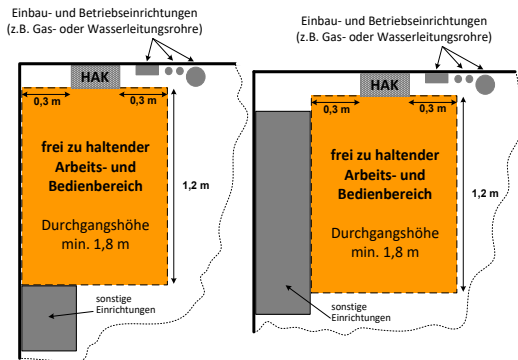 Einbau- und Betriebseinrichtungen
(z.B. Gas- oder Wasserleitungsrohre)
HAK
0,3 m
0,3 m
frei zu haltender
Arbeits- und
Bedienbereich
1,2 m
Durchgangshöhe
min. 1,8 m
sonstige
Einrichtungen
Einbau- und Betriebseinrichtungen
(z.B. Gas- oder Wasserleitungsrohre)
HAK
0,3 m
0,3 m
frei zu haltender
Arbeits- und
Bedienbereich
1,2 m
Durchgangshöhe
min. 1,8 m
sonstige
Einrichtungen